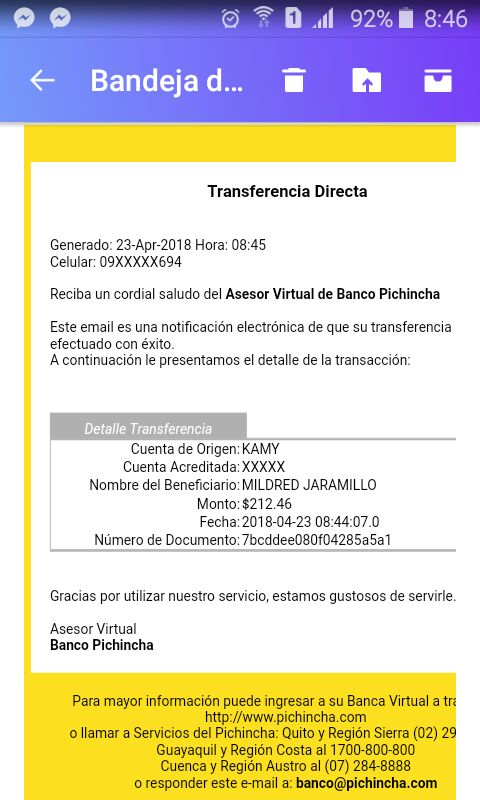 1 92% 8:46
Bandeja d...
Transferencia Directa
Generado: 23-Apr-2018 Hora: 08:45
Celular: 09XXXXX694
Reciba un cordial saludo del Asesor Virtual de Banco Pichincha
Este email es una notificación electrónica de que su transferencia
efectuado con éxito.
A continuación le presentamos el detalle de la transacción:
Detalle Transferencia
Cuenta de Origen: KAMY
Cuenta Acreditada: XXXXX
Nombre del Beneficiario: MILDRED JARAMILLO
Monto: $212.46
Fecha: 2018-04-23 08:44:07.0
Número de Documento: 7bcddee080f04285a5a1
Gracias por utilizar nuestro servicio, estamos gustosos de servirle.
Asesor Virtual
Banco Pichincha
Para mayor información puede ingresar a su Banca Virtual a tra
http://www.pichincha.com
o llamar a Servicios del Pichincha: Quito y Región Sierra (02) 29
Guayaquil y Región Costa al 1700-800-800
Cuenca y Región Austro al (07) 284-8888
o responder este e-mail a: banco@pichincha.com